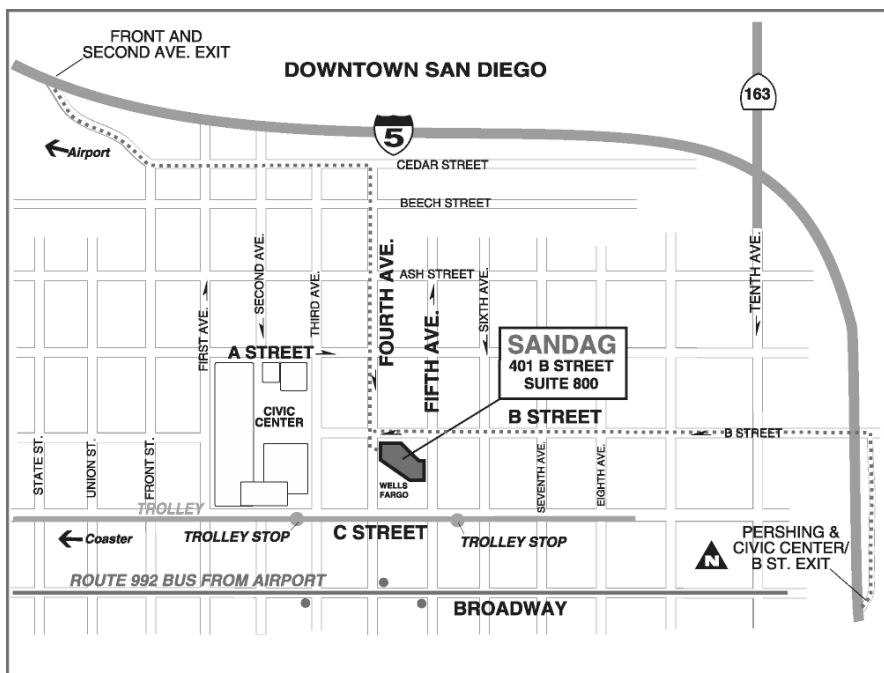 FRONT AND
SECOND AVE. EXIT
DOWNTOWN SAN DIEGO
163
5
Airport
CEDAR STREET
BEECH STREET
ASH STREET
FIRST AVE.
SECOND AVE.
THIRD AVE.
FOURTH AVE.
FIFTH AVE.
SIXTH AVE.
TENTH AVE.
A STREET
SANDAG
401 B STREET
SUITE 800
CIVIC
CENTER
B STREET
B STREET
STATE ST.
UNION ST.
FRONT ST.
WELLS
FARGO
SEVENTH AVE.
EIGHTH AVE.
TROLLEY
Coaster
TROLLEY STOP
C STREET
TROLLEY STOP
N
PERSHING &
CIVIC CENTER/
B ST. EXIT
ROUTE 992 BUS FROM AIRPORT
BROADWAY